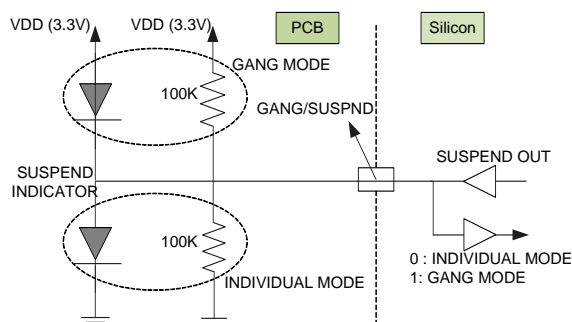 VDD (3.3V)
VDD (3.3V)
PCB
Silicon
GANG MODE
100K
GANG/SUSPND
SUSPEND
INDICATOR
SUSPEND OUT
100K
INDIVIDUAL MODE
0 : INDIVIDUAL MODE
1: GANG MODE